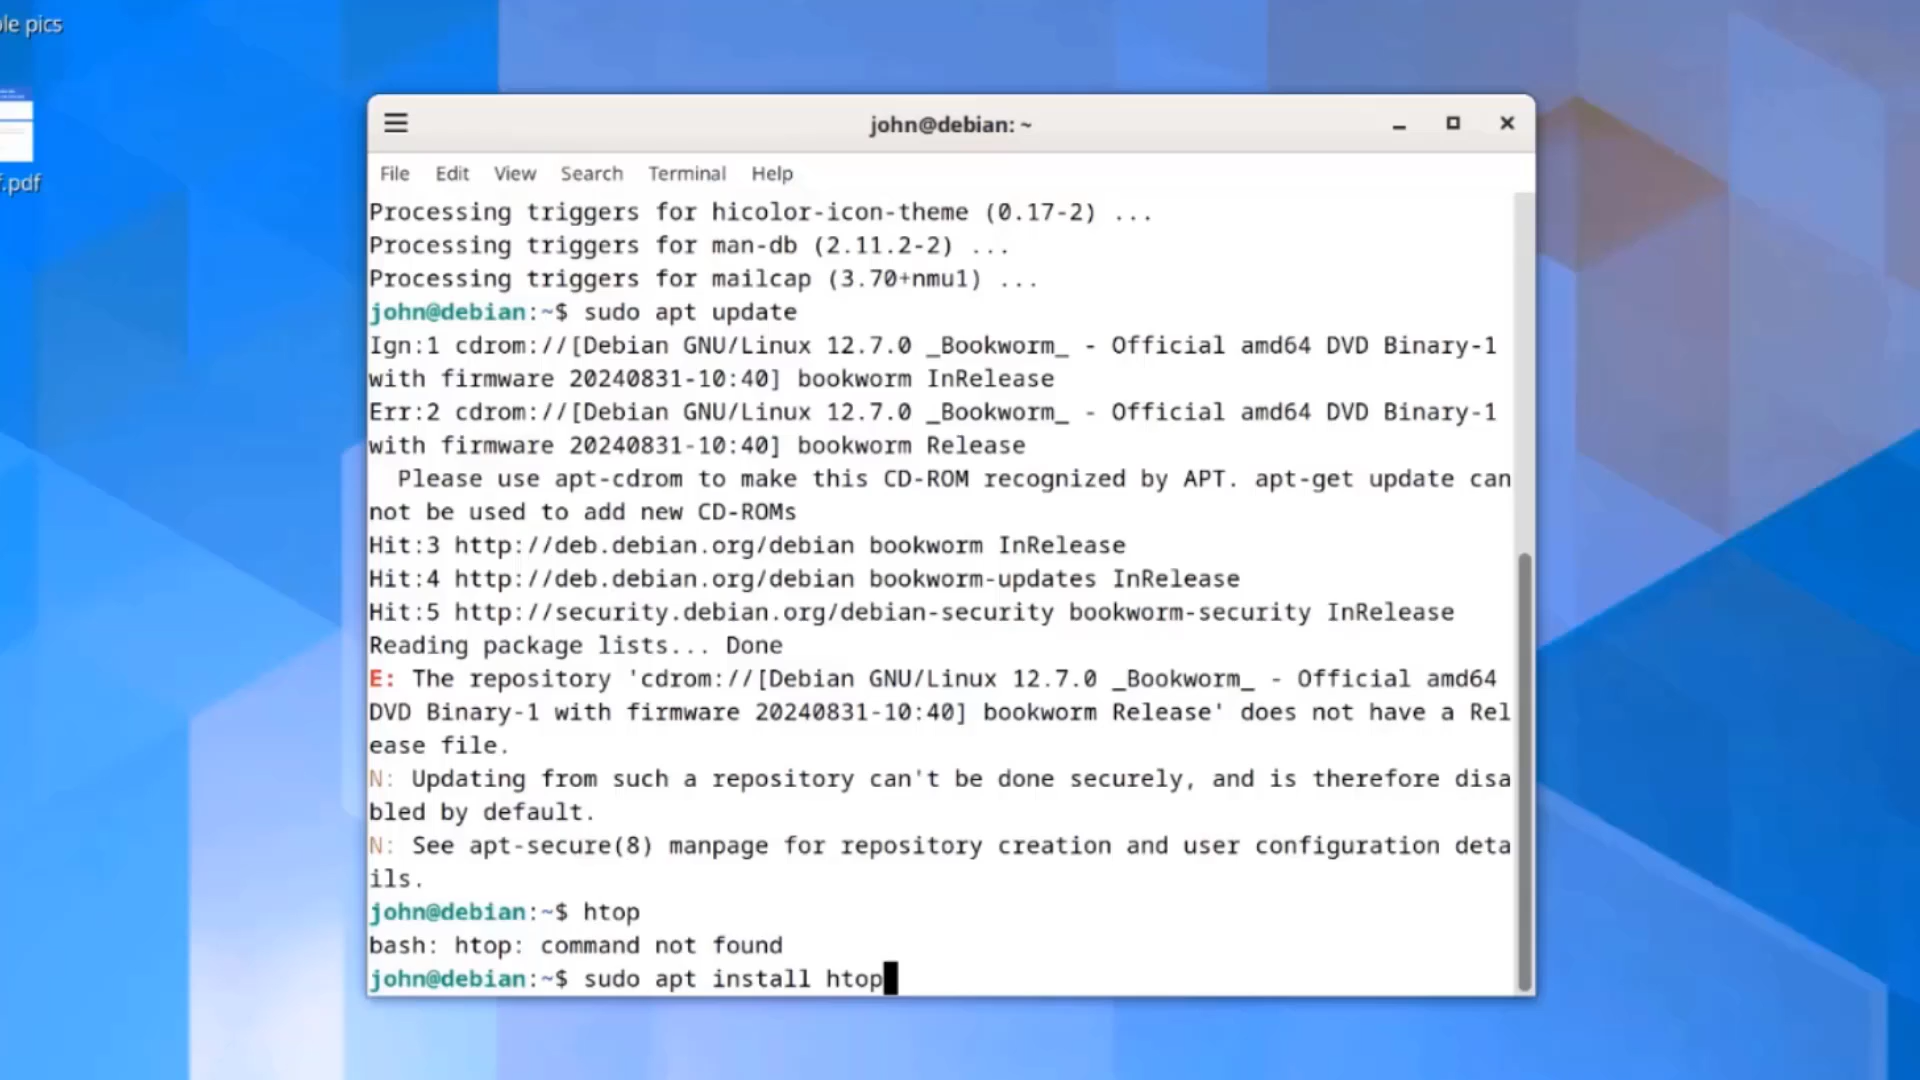 ple pics
f.pdf
john@debian: ~
File Edit View Search Terminal Help
Processing triggers for hicolor-icon-theme (0.17-2) ...
Processing triggers for man-db (2.11.2-2) ...
Processing triggers for mailcap (3.70+nmu1) ...
john@debian:~$ sudo apt update
Ign:1 cdrom://[Debian GNU/Linux 12.7.0 _Bookworm_ - Official amd64 DVD Binary-1
with firmware 20240831-10:40] bookworm InRelease
Err:2 cdrom://[Debian GNU/Linux 12.7.0 _Bookworm_ - Official amd64 DVD Binary-1
with firmware 20240831-10:40] bookworm Release
  Please use apt-cdrom to make this CD-ROM recognized by APT. apt-get update can
not be used to add new CD-ROMs
Hit:3 http://deb.debian.org/debian bookworm InRelease
Hit:4 http://deb.debian.org/debian bookworm-updates InRelease
Hit:5 http://security.debian.org/debian-security bookworm-security InRelease
Reading package lists... Done
E: The repository 'cdrom://[Debian GNU/Linux 12.7.0 _Bookworm_ - Official amd64
DVD Binary-1 with firmware 20240831-10:40] bookworm Release' does not have a Rel
ease file.
N: Updating from such a repository can't be done securely, and is therefore disa
bled by default.
N: See apt-secure(8) manpage for repository creation and user configuration deta
ils.
john@debian:~$ htop
bash: htop: command not found
john@debian:~$ sudo apt install htop